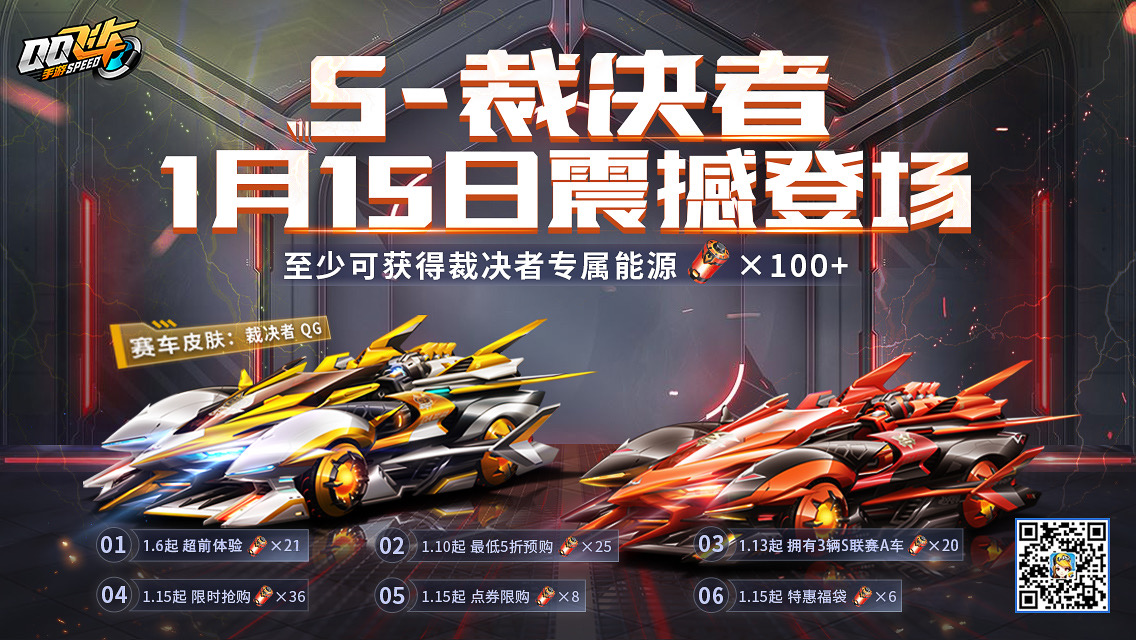 QQ飞车
手游 SPEED
S-裁决者
1月15日震撼登场
至少可获得裁决者专属能源 ×100+
赛车皮肤：裁决者 QG
01 1.6起 超前体验 ×21
02 1.10起 最低5折预购 ×25
03 1.13起 拥有3辆S联赛A车 ×20
04 1.15起 限时抢购 ×36
05 1.15起 点券限购 ×8
06 1.15起 特惠福袋 ×6